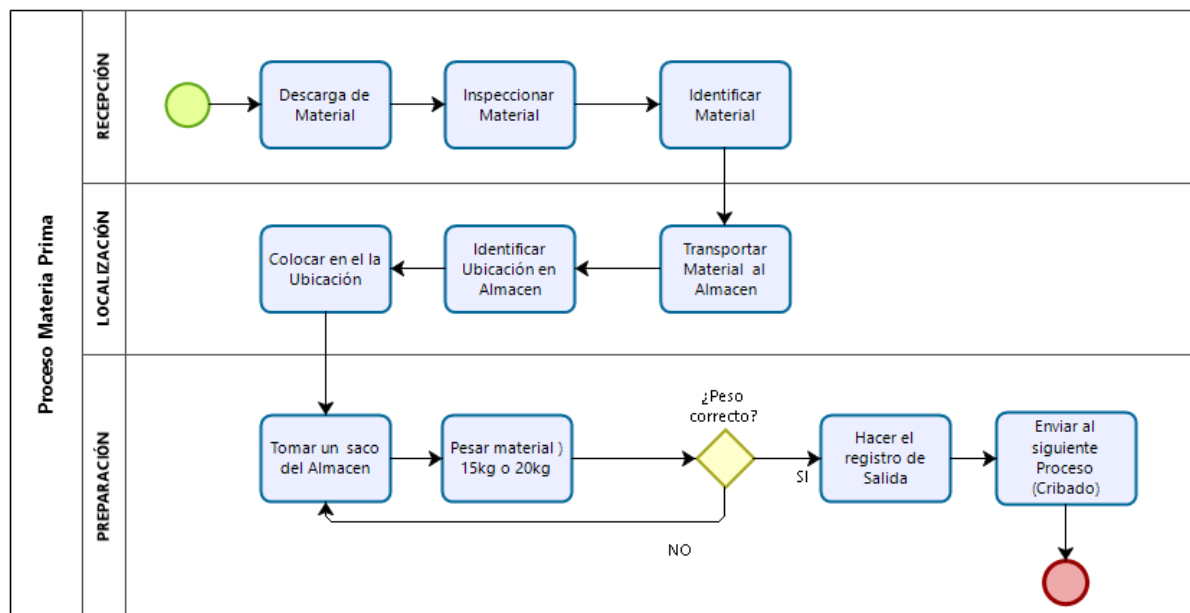 Proceso Materia Prima
RECEPCIÓN
Descarga de
Material
Inspeccionar
Material
Identificar
Material
LOCALIZACIÓN
Colocar en el la
Ubicación
Identificar
Ubicación en
Almacen
Transportar
Material al
Almacen
PREPARACIÓN
Tomar un saco
del Almacen
Pesar material )
15kg o 20kg
¿Peso
correcto?
SI
NO
Hacer el
registro de
Salida
Enviar al
siguiente
Proceso
(Cribado)